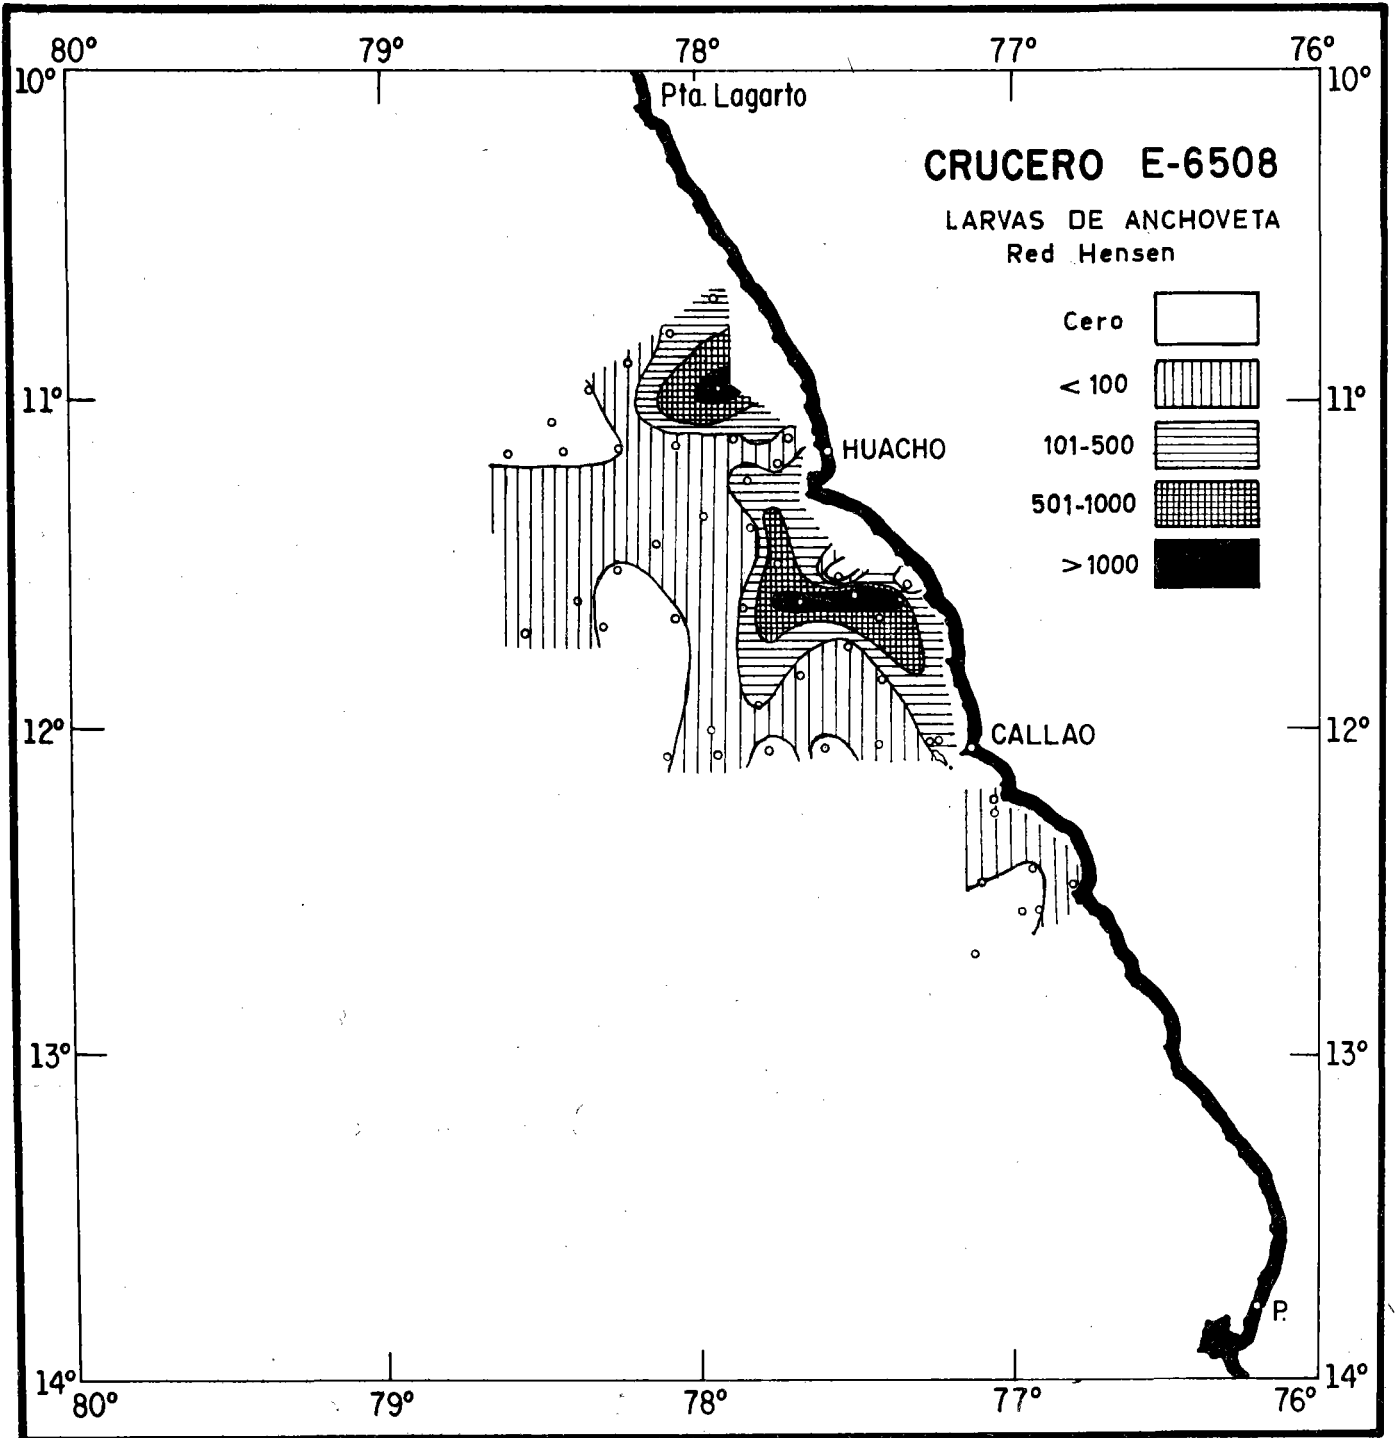 80° 79° 78° 77° 76°
10° 10°
Pta. Lagarto
CRUCERO E-6508
LARVAS DE ANCHOVETA
Red Hensen
Cero
< 100
101-500
501-1000
>1000
11° 11°
HUACHO
12° 12°
CALLAO
13° 13°
P.
14° 14°
80° 79° 78° 77° 76°